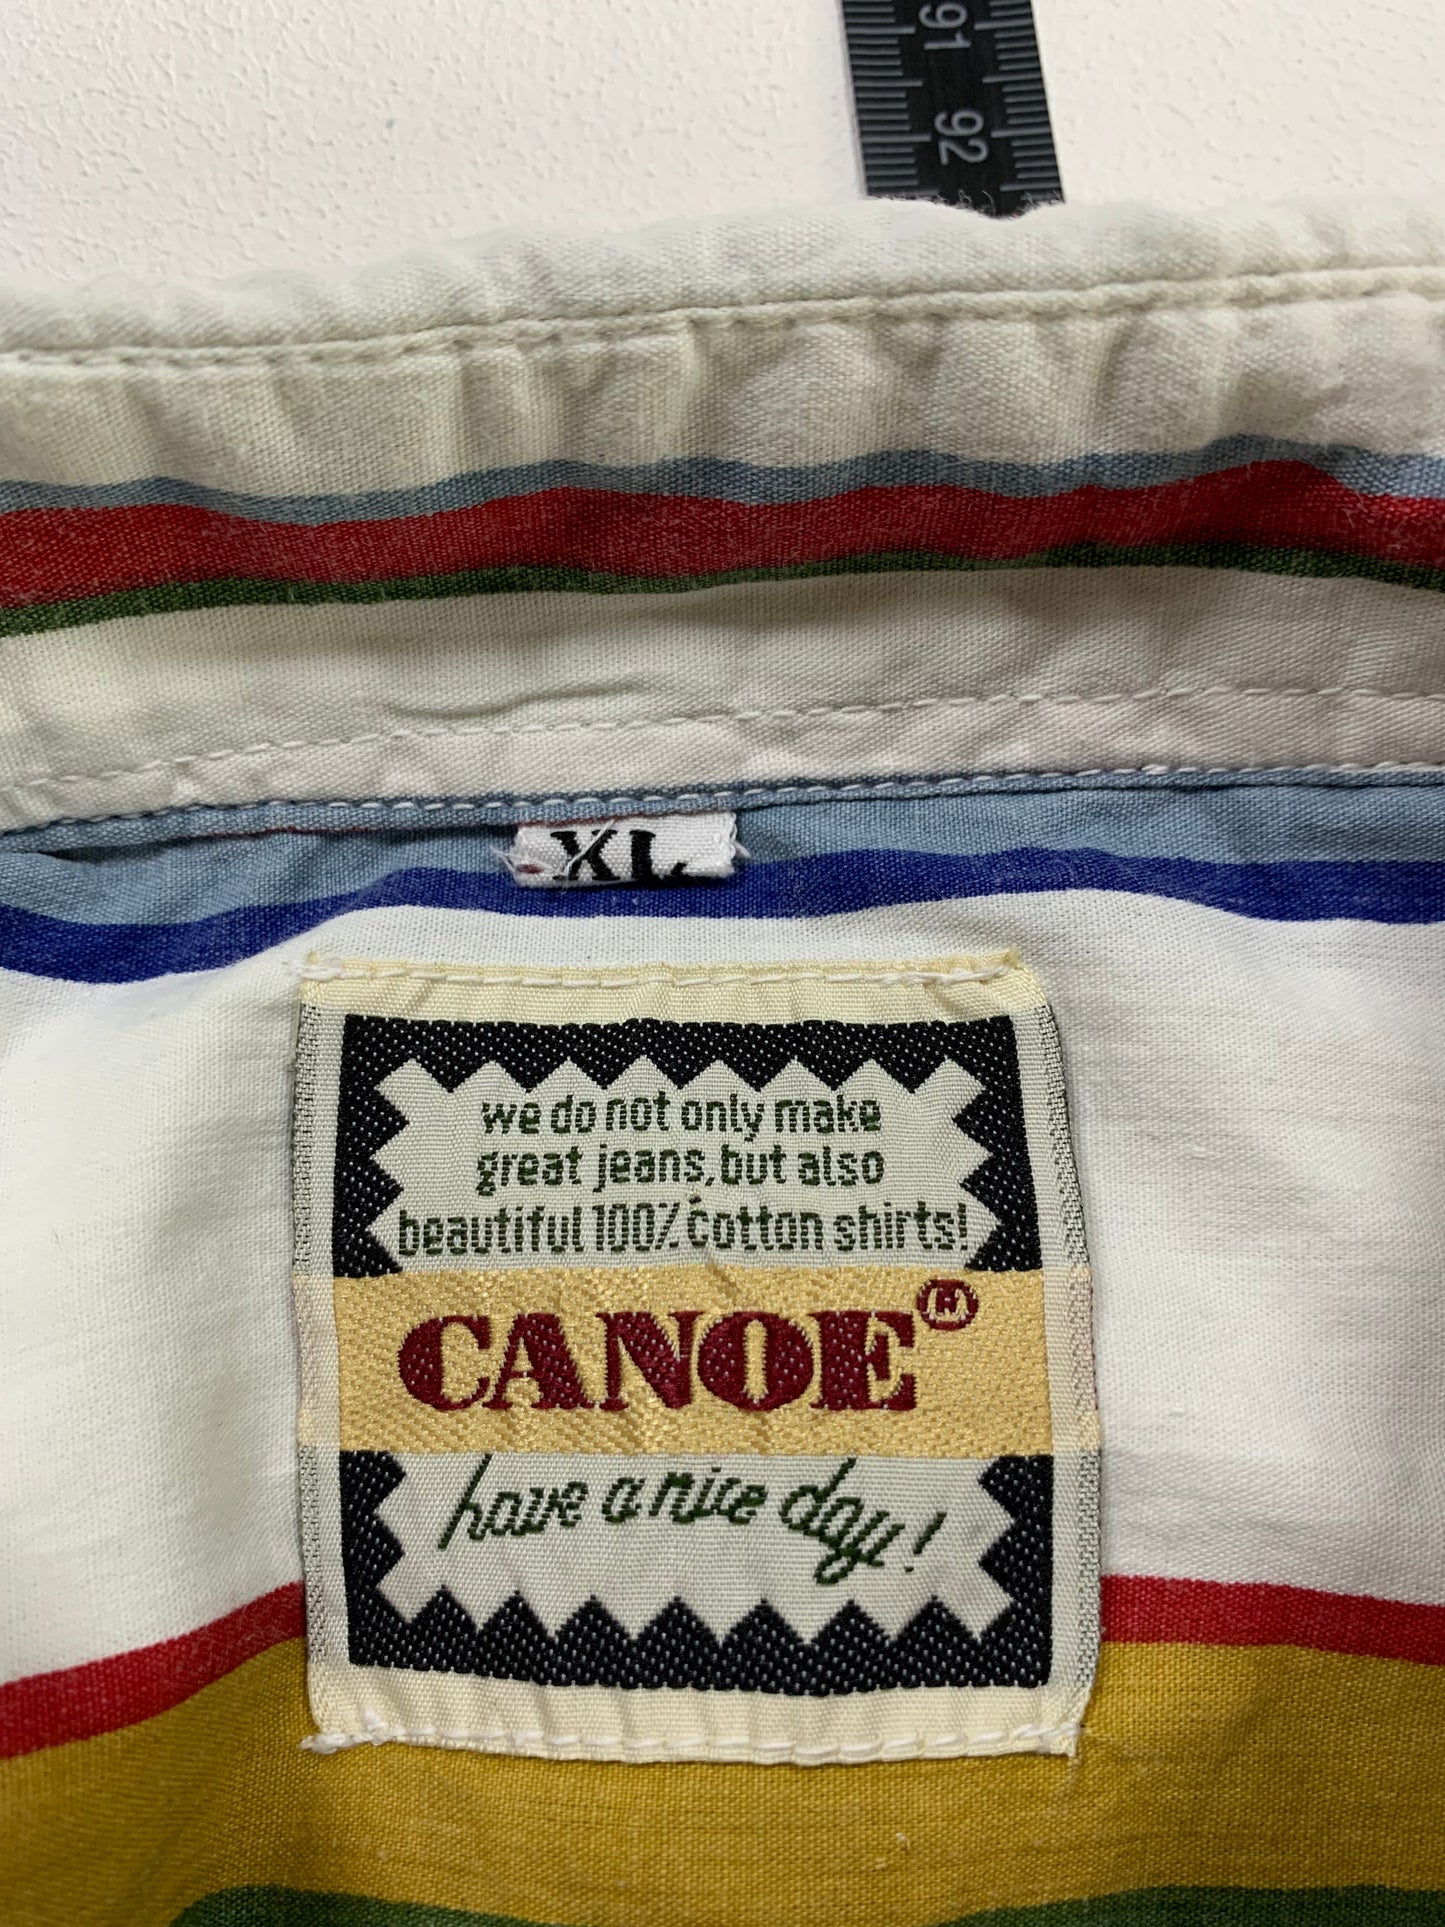 91
92
XL
we do not only make
great jeans, but also
beautiful 100% cotton shirts!
CANOE®
have a nice day!